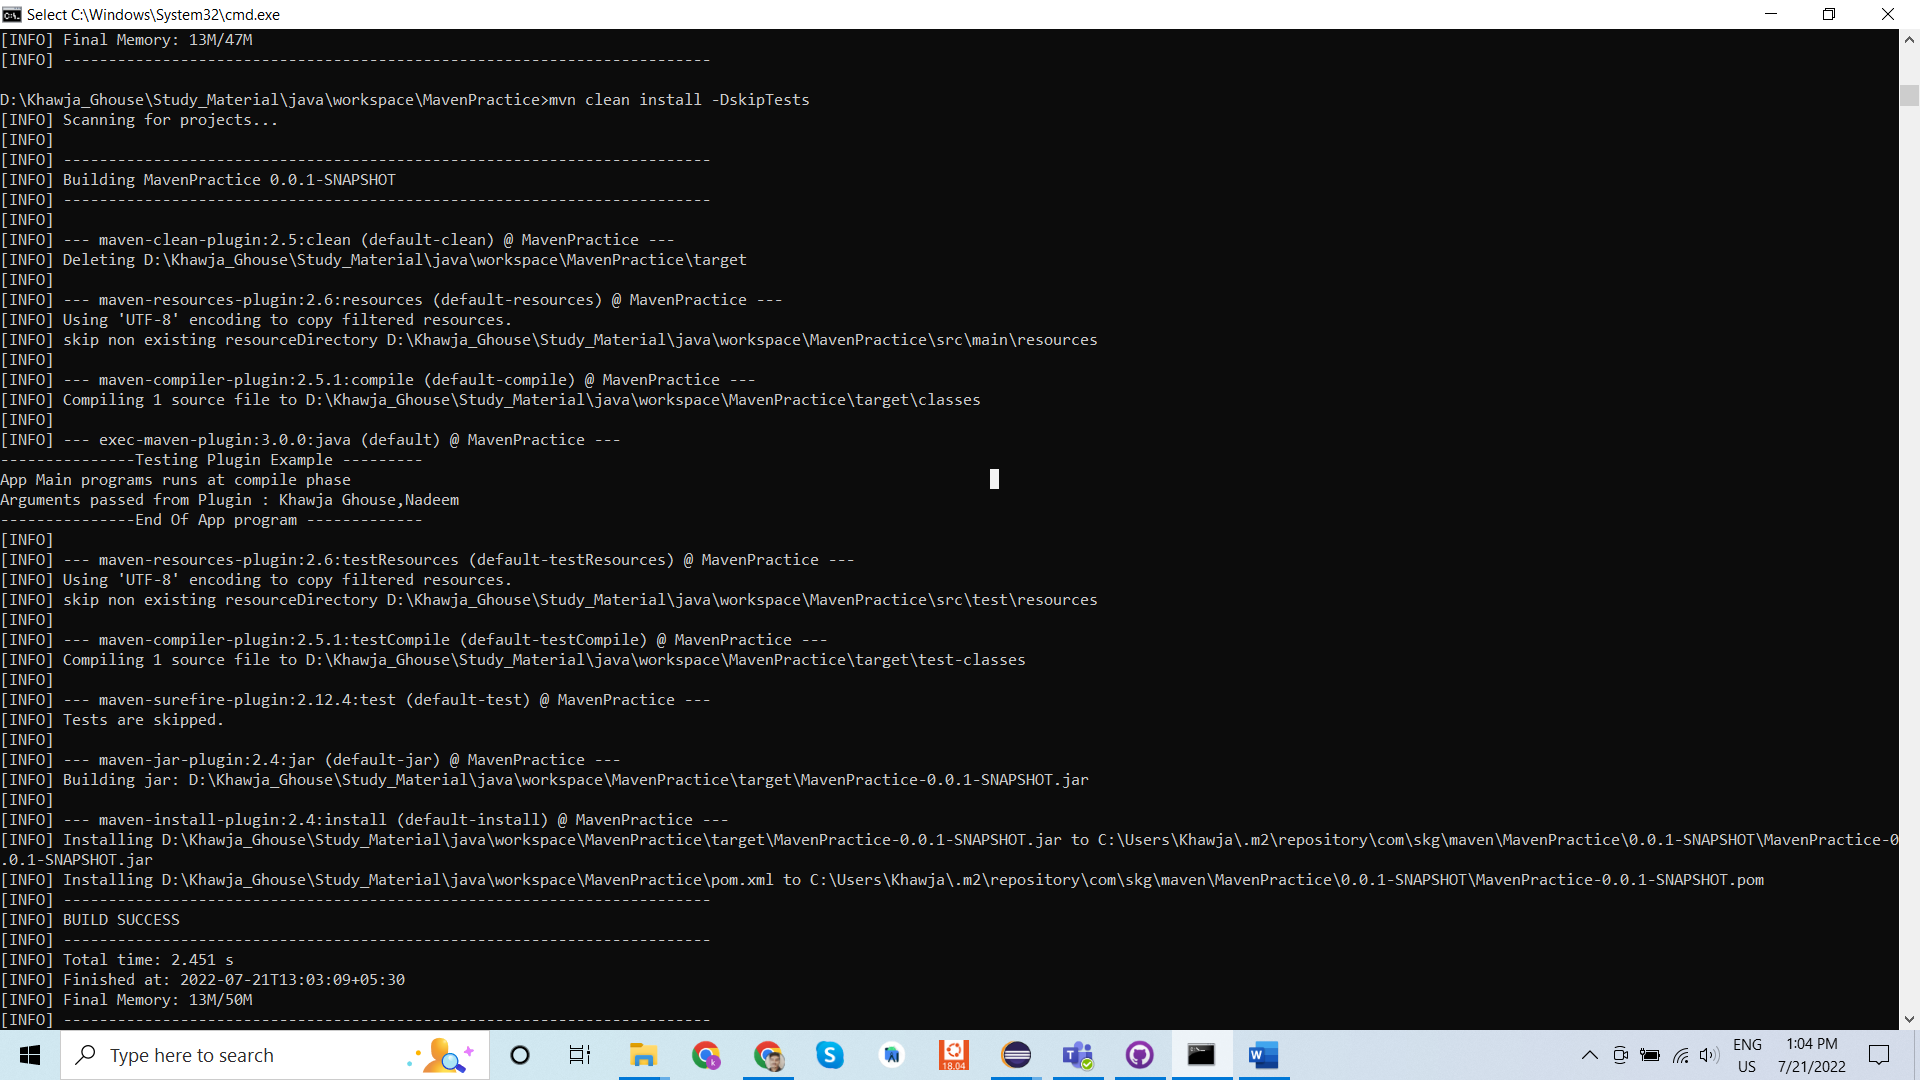 Select C:\Windows\System32\cmd.exe
[INFO] Final Memory: 13M/47M
[INFO] ------------------------------------------------------------------------
D:\Khawja_Ghouse\Study_Material\java\workspace\MavenPractice>mvn clean install -DskipTests
[INFO] Scanning for projects...
[INFO]
[INFO] ------------------------------------------------------------------------
[INFO] Building MavenPractice 0.0.1-SNAPSHOT
[INFO] ------------------------------------------------------------------------
[INFO]
[INFO] --- maven-clean-plugin:2.5:clean (default-clean) @ MavenPractice ---
[INFO] Deleting D:\Khawja_Ghouse\Study_Material\java\workspace\MavenPractice\target
[INFO]
[INFO] --- maven-resources-plugin:2.6:resources (default-resources) @ MavenPractice ---
[INFO] Using 'UTF-8' encoding to copy filtered resources.
[INFO] skip non existing resourceDirectory D:\Khawja_Ghouse\Study_Material\java\workspace\MavenPractice\src\main\resources
[INFO]
[INFO] --- maven-compiler-plugin:2.5.1:compile (default-compile) @ MavenPractice ---
[INFO] Compiling 1 source file to D:\Khawja_Ghouse\Study_Material\java\workspace\MavenPractice\target\classes
[INFO]
[INFO] --- exec-maven-plugin:3.0.0:java (default) @ MavenPractice ---
---------------Testing Plugin Example ---------
App Main programs runs at compile phase
Arguments passed from Plugin : Khawja Ghouse,Nadeem
---------------End Of App program -------------
[INFO]
[INFO] --- maven-resources-plugin:2.6:testResources (default-testResources) @ MavenPractice ---
[INFO] Using 'UTF-8' encoding to copy filtered resources.
[INFO] skip non existing resourceDirectory D:\Khawja_Ghouse\Study_Material\java\workspace\MavenPractice\src\test\resources
[INFO]
[INFO] --- maven-compiler-plugin:2.5.1:testCompile (default-testCompile) @ MavenPractice ---
[INFO] Compiling 1 source file to D:\Khawja_Ghouse\Study_Material\java\workspace\MavenPractice\target\test-classes
[INFO]
[INFO] --- maven-surefire-plugin:2.12.4:test (default-test) @ MavenPractice ---
[INFO] Tests are skipped.
[INFO]
[INFO] --- maven-jar-plugin:2.4:jar (default-jar) @ MavenPractice ---
[INFO] Building jar: D:\Khawja_Ghouse\Study_Material\java\workspace\MavenPractice\target\MavenPractice-0.0.1-SNAPSHOT.jar
[INFO]
[INFO] --- maven-install-plugin:2.4:install (default-install) @ MavenPractice ---
[INFO] Installing D:\Khawja_Ghouse\Study_Material\java\workspace\MavenPractice\target\MavenPractice-0.0.1-SNAPSHOT.jar to C:\Users\Khawja\.m2\repository\com\skg\maven\MavenPractice\0.0.1-SNAPSHOT\MavenPractice-0
.0.1-SNAPSHOT.jar
[INFO] Installing D:\Khawja_Ghouse\Study_Material\java\workspace\MavenPractice\pom.xml to C:\Users\Khawja\.m2\repository\com\skg\maven\MavenPractice\0.0.1-SNAPSHOT\MavenPractice-0.0.1-SNAPSHOT.pom
[INFO] ------------------------------------------------------------------------
[INFO] BUILD SUCCESS
[INFO] ------------------------------------------------------------------------
[INFO] Total time: 2.451 s
[INFO] Finished at: 2022-07-21T13:03:09+05:30
[INFO] Final Memory: 13M/50M
[INFO] ------------------------------------------------------------------------
Type here to search
18.04
ENG
US
1:04 PM
7/21/2022